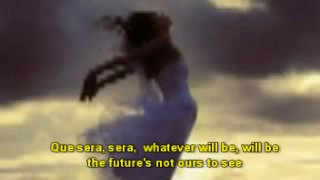 Que sera, sera, whatever will be, will be
the future's not ours to see